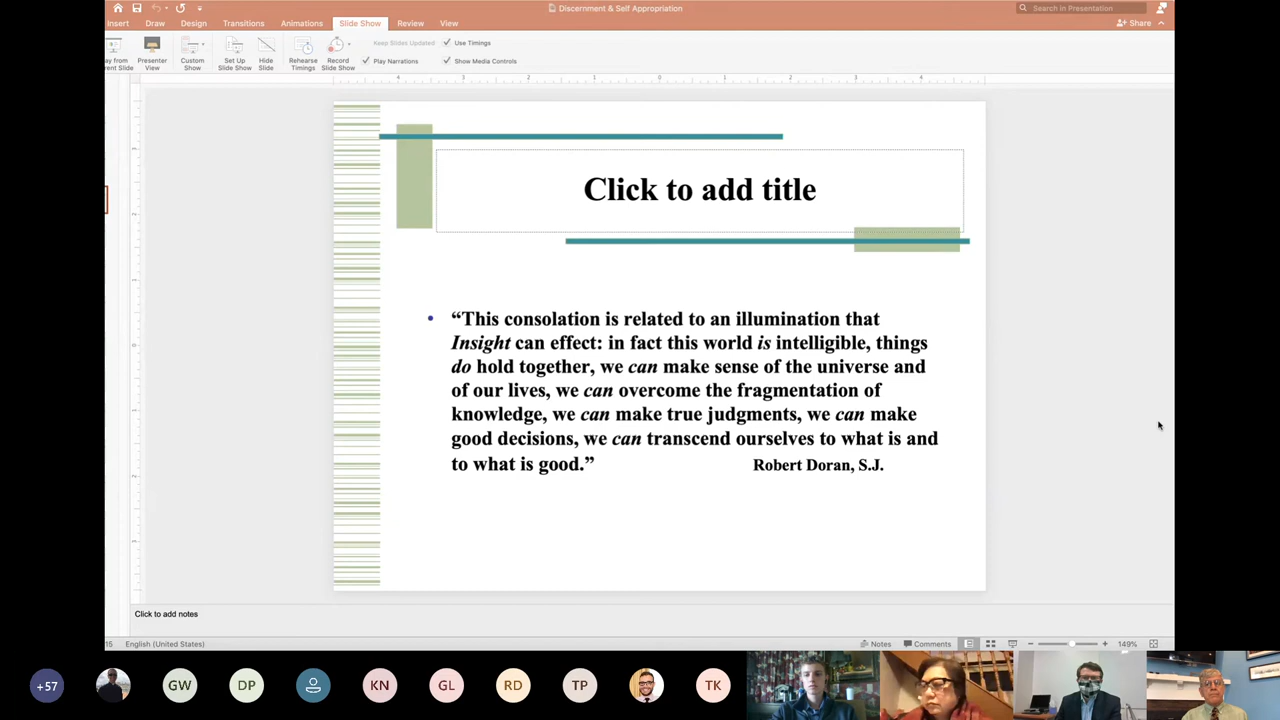 Discernment & Self Appropriation
Search in Presentation
Insert Draw Design Transitions Animations Slide Show Review View
Share
Presenter View
Custom Show
Set Up Slide Show
Hide Slide
Rehearse Timings
Record Slide Show
Keep Slides Updated
Use Timings
Play Narrations
Show Media Controls
Click to add title
• “This consolation is related to an illumination that
Insight can effect: in fact this world is intelligible, things
do hold together, we can make sense of the universe and
of our lives, we can overcome the fragmentation of
knowledge, we can make true judgments, we can make
good decisions, we can transcend ourselves to what is and
to what is good.” Robert Doran, S.J.
Click to add notes
15 English (United States) Notes Comments 149%
+57 GW DP KN GL RD TP TK